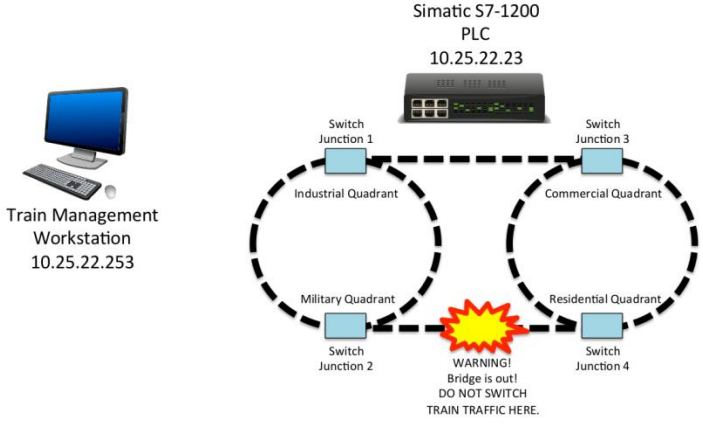 Simatic S7-1200
PLC
10.25.22.23
Switch
Junction 1
Switch
Junction 3
Industrial Quadrant
Commercial Quadrant
Train Management
Workstation
10.25.22.253
Military Quadrant
Residential Quadrant
Switch
Junction 2
WARNING!
Bridge is out!
DO NOT SWITCH
TRAIN TRAFFIC HERE.
Switch
Junction 4